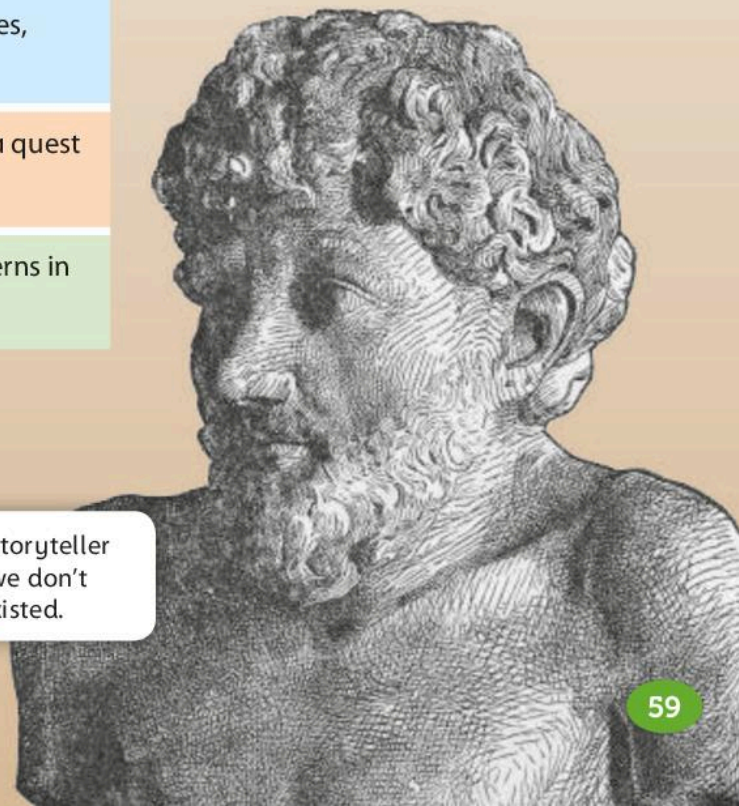 es,
quest
erns in
toryteller
ve don't
isted.
59